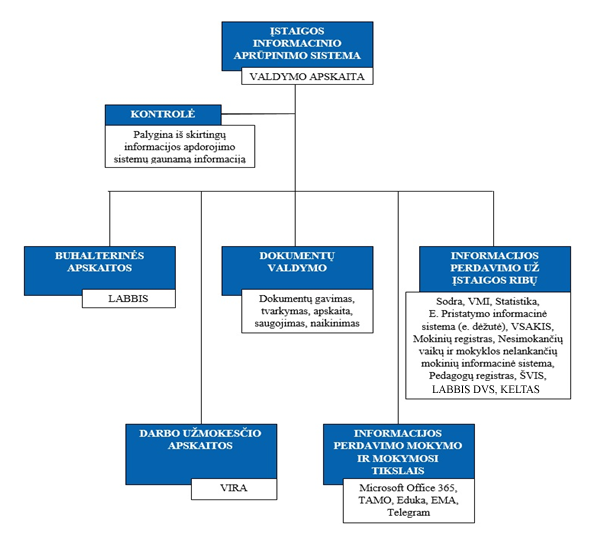 ĮSTAIGOS
INFORMACINIO
APRŪPINIMO SISTEMA
VALDYMO APSKAITA
KONTROLĖ
Palygina iš skirtingų
informacijos apdorojimo
sistemų gaunamą informaciją
BUHALTERINĖS
APSKAITOS
LABBIS
DOKUMENTŲ
VALDYMO
Dokumentų gavimas,
tvarkymas, apskaita,
saugojimas, naikinimas
INFORMACIJOS
PERDAVIMO UŽ
ĮSTAIGOS RIBŲ
Sodra, VMI, Statistika,
E. Pristatymo informacinė
sistema (e. dėžutė), VSAKIS,
Mokinių registras, Nesimokančių
vaikų ir mokyklos nelankančių
mokinių informacinė sistema,
Pedagogų registras, ŠVIS,
LABBIS DVS, KELTAS
DARBO UŽMOKESČIO
APSKAITOS
VIRA
INFORMACIJOS
PERDAVIMO MOKYMO
IR MOKYMOSI
TIKSLAIS
Microsoft Office 365,
TAMO, Eduka, EMA,
Telegram